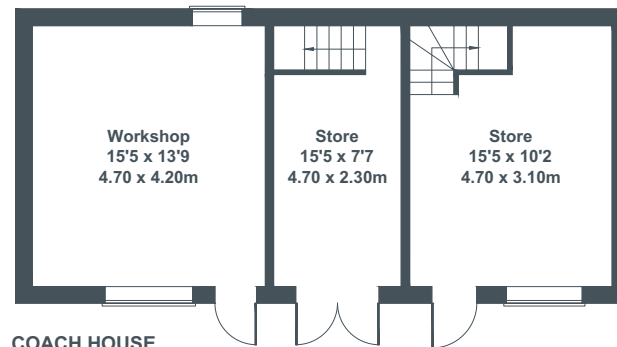 Workshop
15'5 x 13'9
4.70 x 4.20m
Store
15'5 x 7'7
4.70 x 2.30m
Store
15'5 x 10'2
4.70 x 3.10m
COACH HOUSE